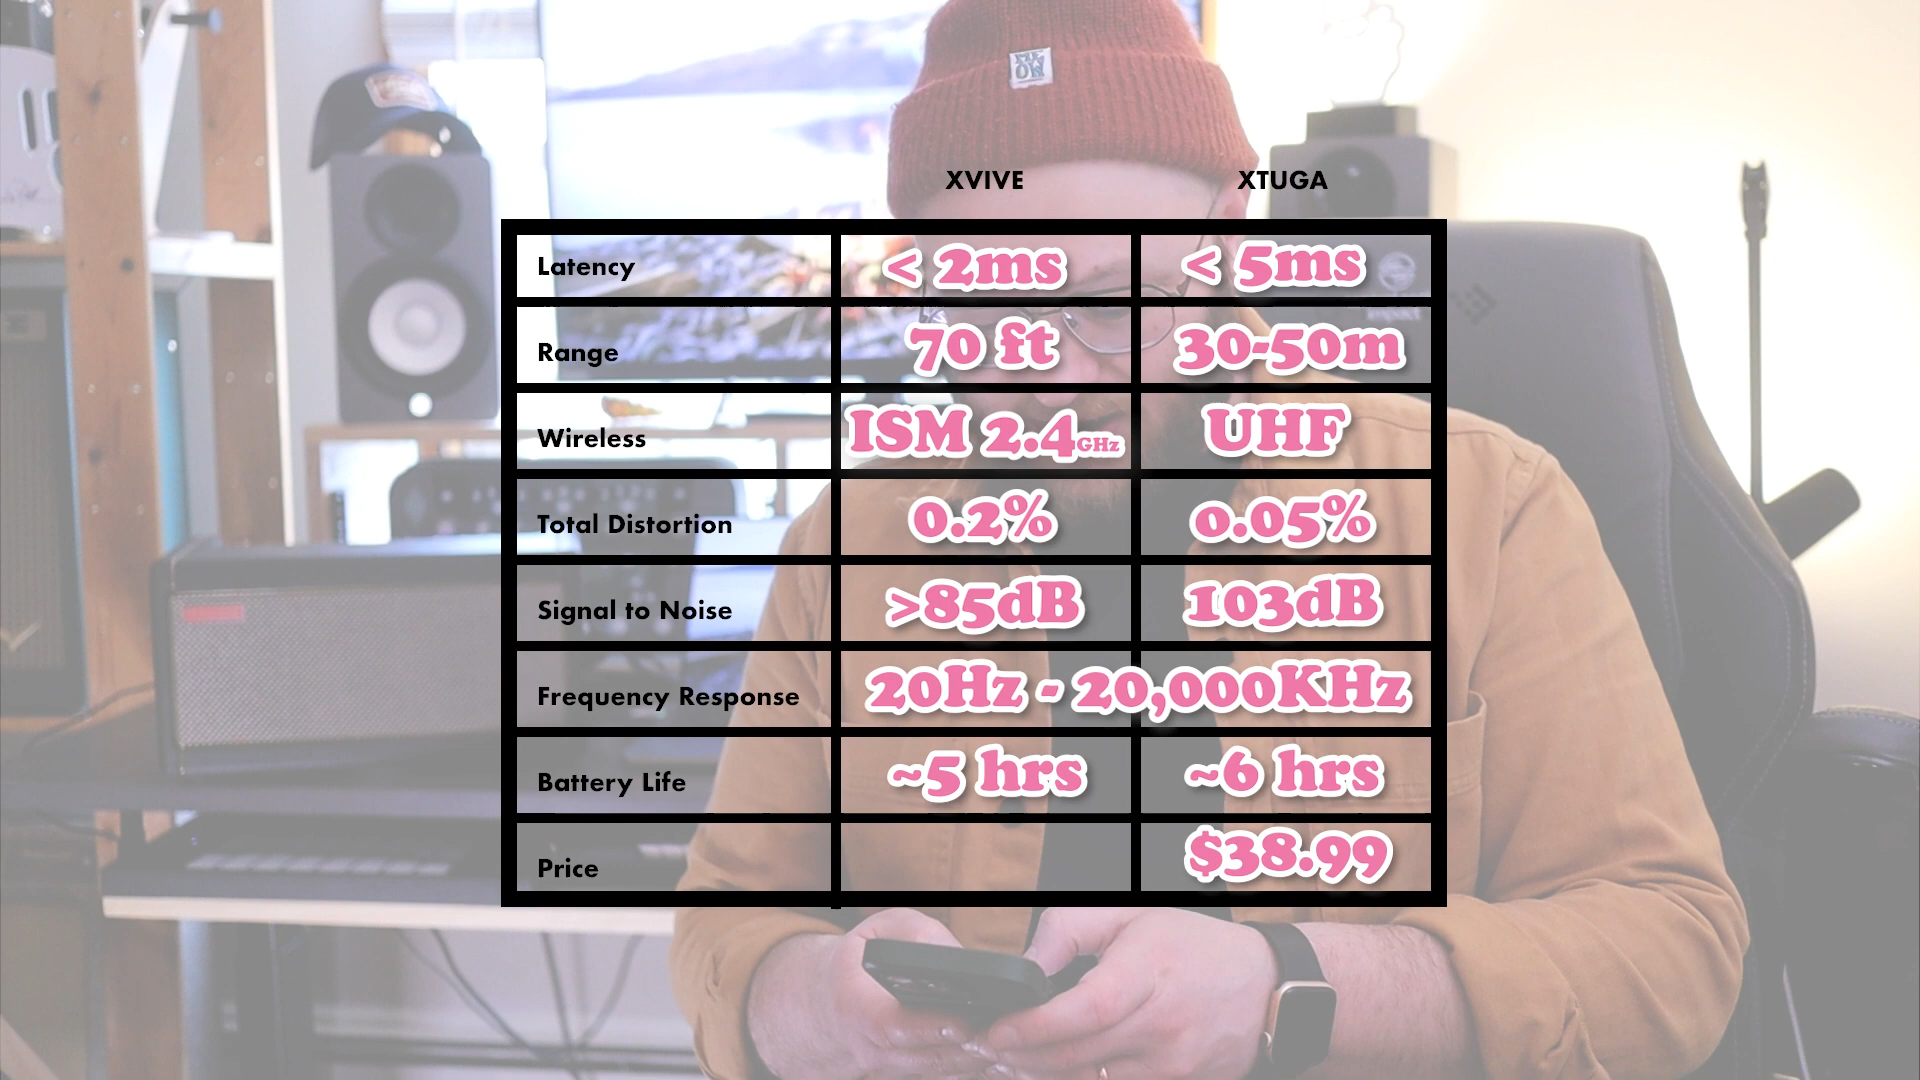 MEOW
XVIVE XTUGA
Latency < 2ms < 5ms
Range 70 ft 30-50m
Wireless ISM 2.4GHz UHF
Total Distortion 0.2% 0.05%
Signal to Noise >85dB 103dB
Frequency Response 20Hz - 20,000KHz
Battery Life ~5 hrs ~6 hrs
Price $38.99